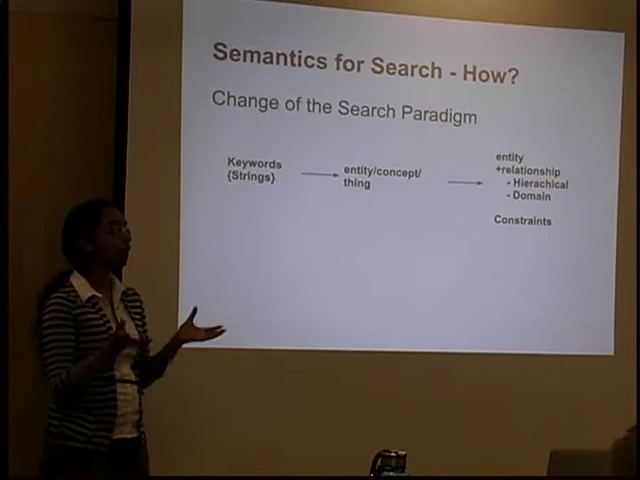 Semantics for Search - How?
Change of the Search Paradigm
Keywords
{Strings}
entity/concept/
thing
entity
+relationship
- Hierachical
- Domain
Constraints